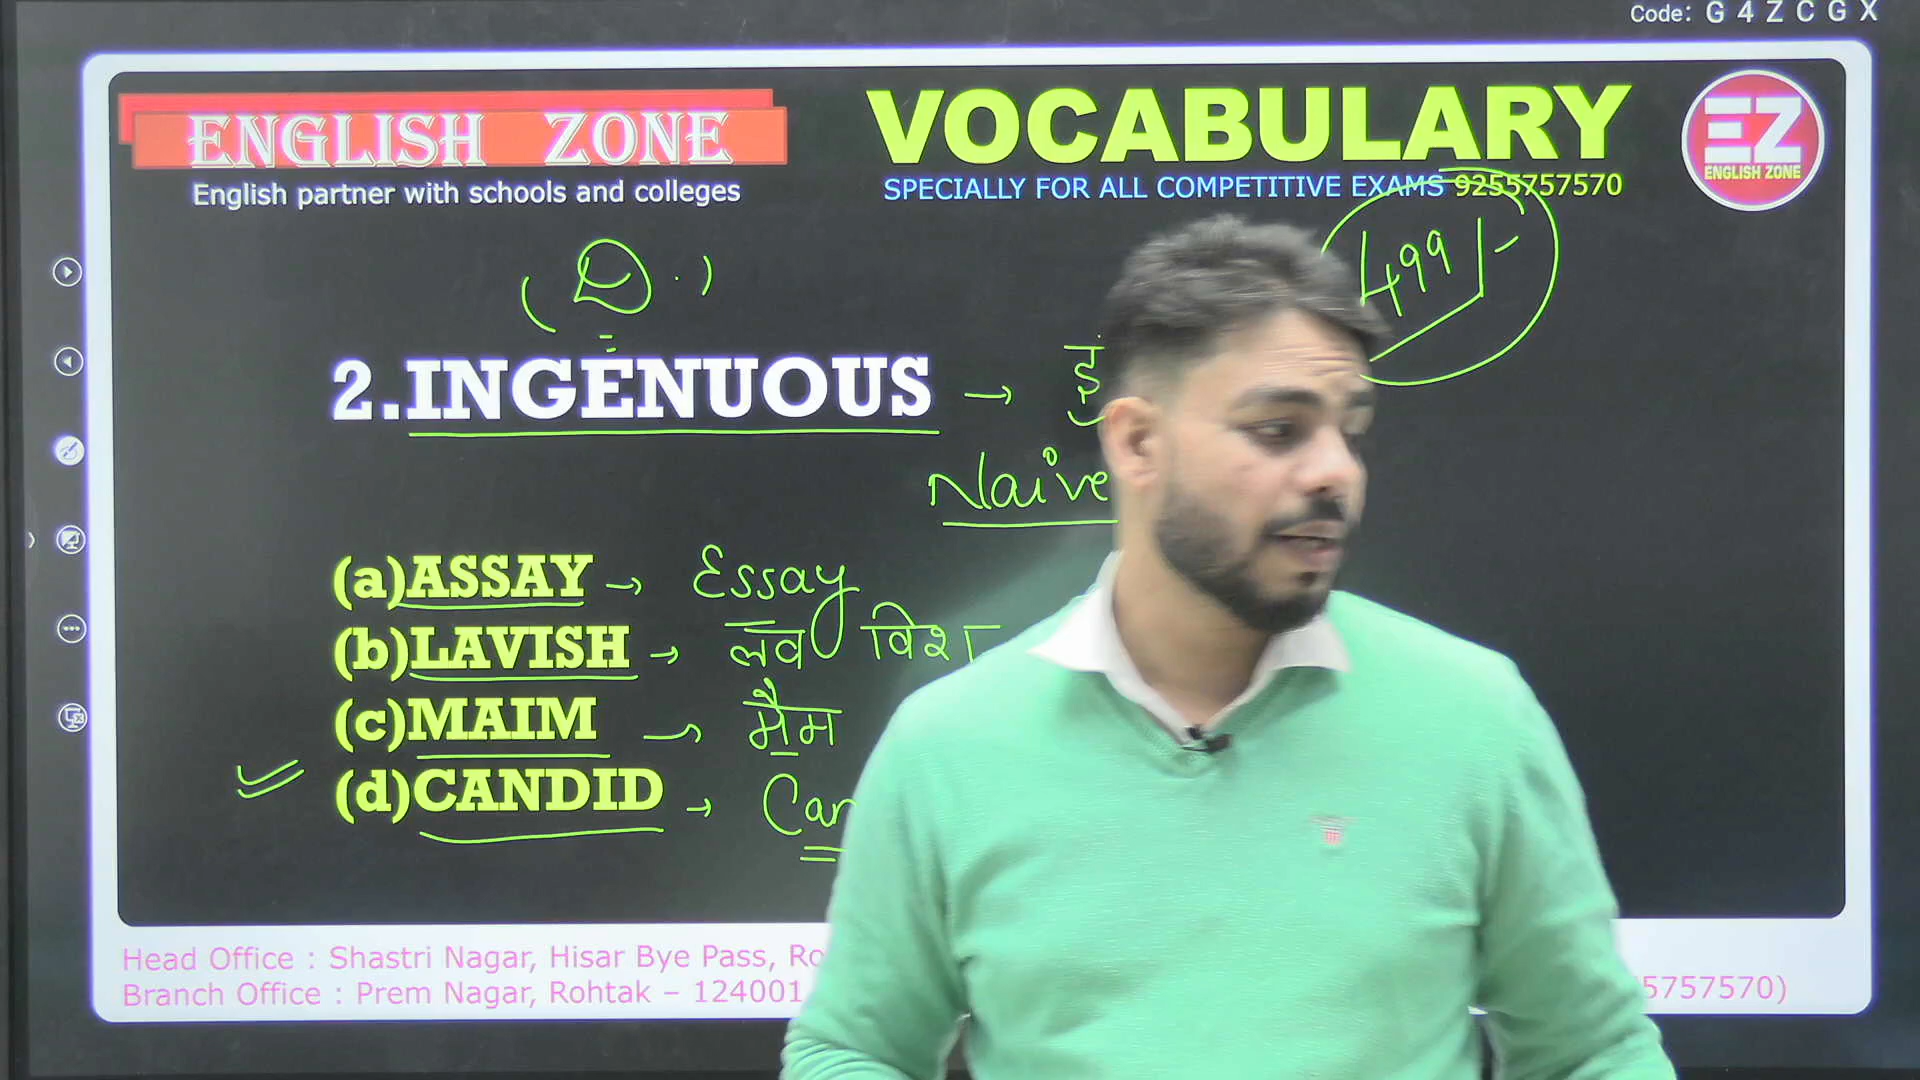 Code: G 4 Z C G X
ENGLISH ZONE
English partner with schools and colleges
VOCABULARY
SPECIALLY FOR ALL COMPETITIVE EXAMS 9255757570
EZ
ENGLISH ZONE
499/-
2.INGENUOUS → इ
Naive
(a)ASSAY → Essay
(b)LAVISH → लव विश
(c)MAIM → मैम
(d)CANDID →
Head Office : Shastri Nagar, Hisar Bye Pass,
Branch Office : Prem Nagar, Rohtak – 124001 5757570)